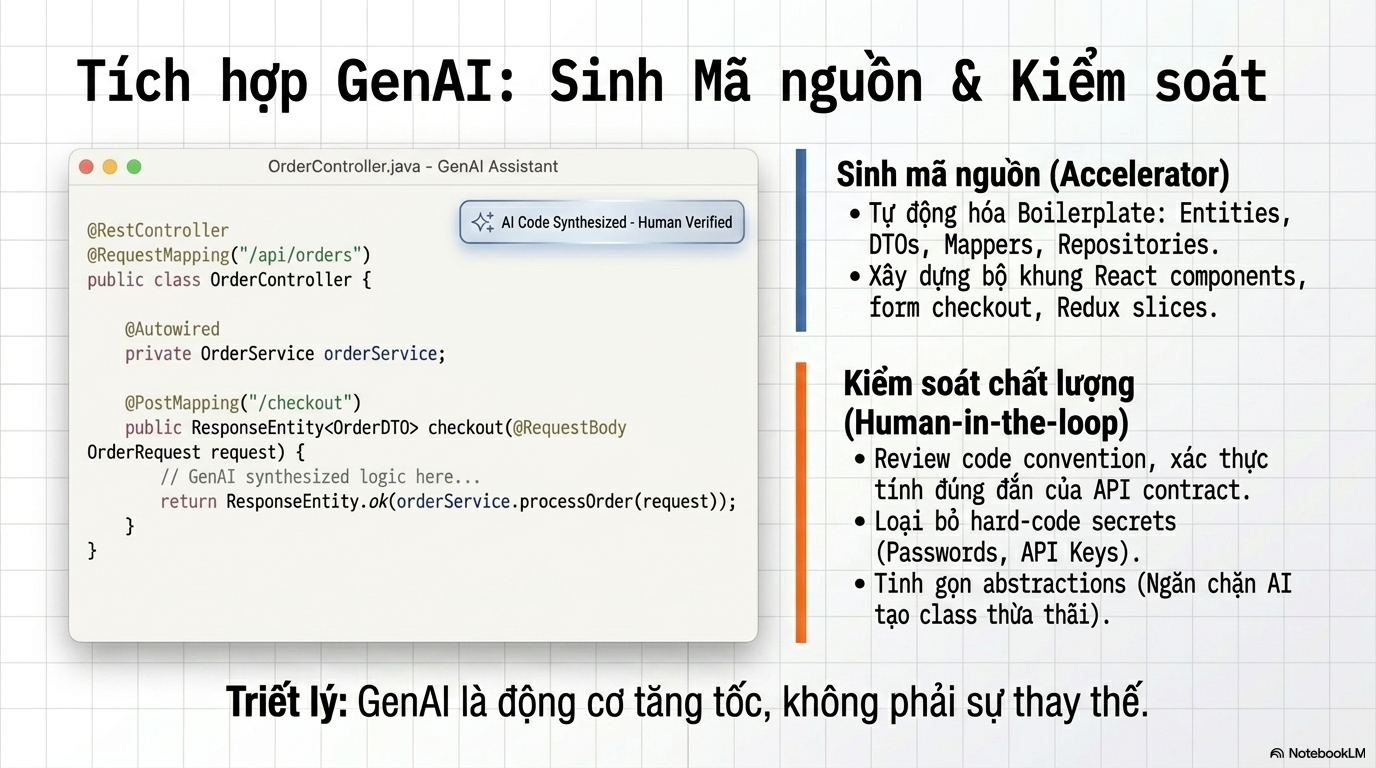 Tích hợp GenAI: Sinh Mã nguồn & Kiểm soát
OrderController.java - GenAI Assistant
AI Code Synthesized - Human Verified
@RestController
@RequestMapping("/api/orders")
public class OrderController {
@Autowired
private OrderService orderService;
@PostMapping("/checkout")
public ResponseEntity<OrderDTO> checkout(@RequestBody
OrderRequest request) {
// GenAI synthesized logic here...
return ResponseEntity.ok(orderService.processOrder(request));
}
}
Sinh mã nguồn (Accelerator)
• Tự động hóa Boilerplate: Entities,
DTOs, Mappers, Repositories.
• Xây dựng bộ khung React components,
form checkout, Redux slices.
Kiểm soát chất lượng
(Human-in-the-loop)
• Review code convention, xác thực
tính đúng đắn của API contract.
• Loại bỏ hard-code secrets
(Passwords, API Keys).
• Tinh gọn abstractions (Ngăn chặn AI
tạo class thừa thãi).
Triết lý: GenAI là động cơ tăng tốc, không phải sự thay thế.
NotebookLM